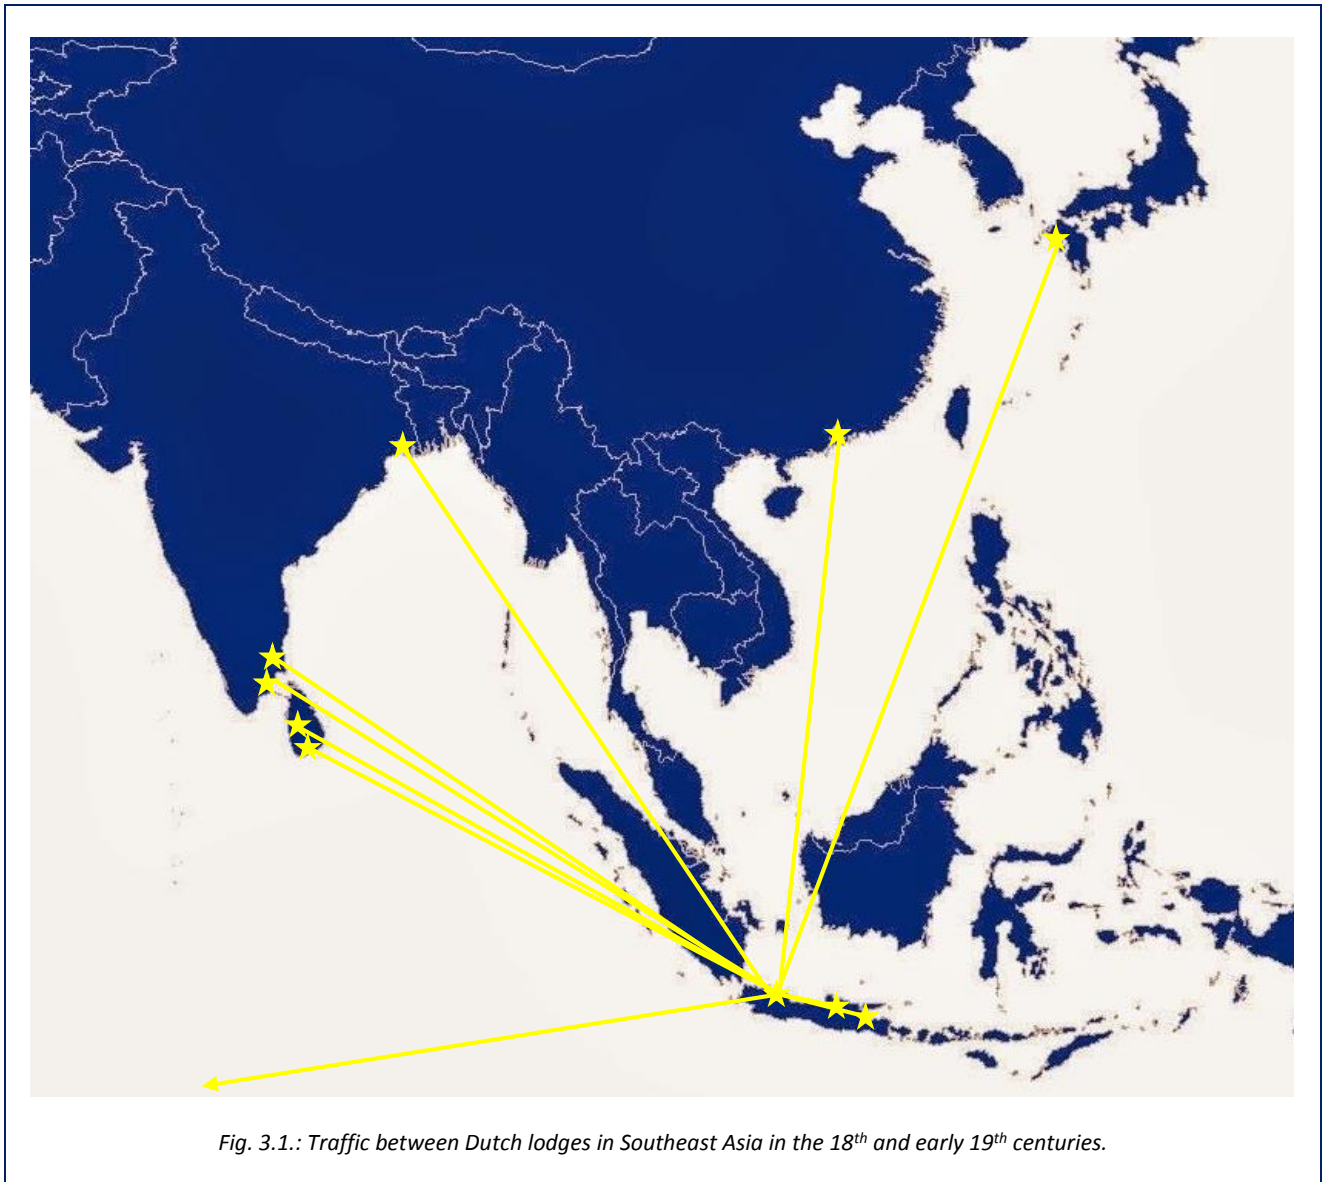 Fig. 3.1.: Traffic between Dutch lodges in Southeast Asia in the 18th and early 19th centuries.